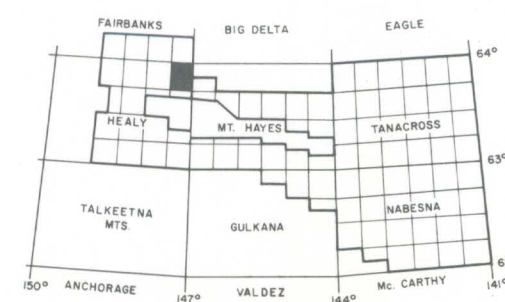 FAIRBANKS BIG DELTA EAGLE
64°
HEALY MT. HAYES TANACROSS
63°
TALKEETNA MTS. GULKANA NABESNA
6
150° ANCHORAGE 147° VALDEZ 144° Mc. CARTHY 141°